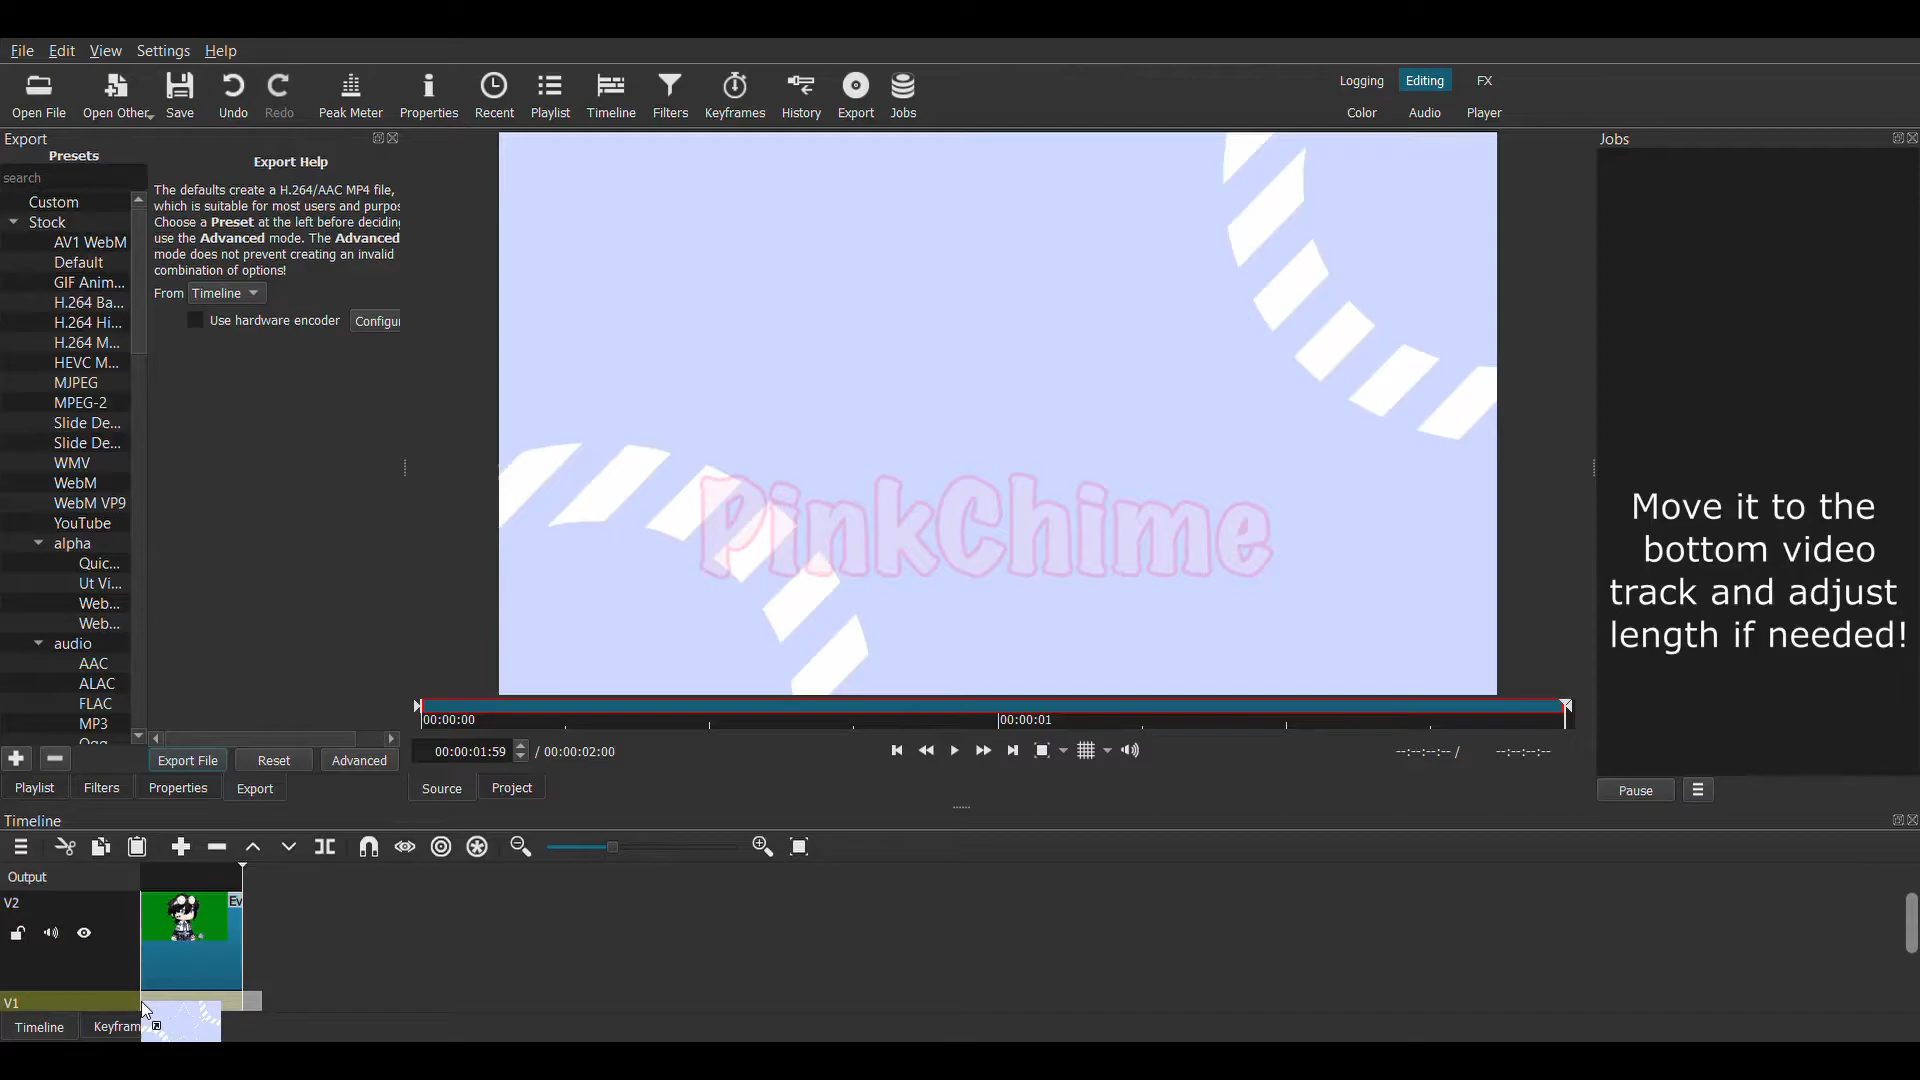 File Edit View Settings Help
Open File Open Other Save Undo Redo Peak Meter Properties Recent Playlist Timeline Filters Keyframes History Export Jobs
Logging Editing FX
Color Audio Player
Export
Presets
search
Custom
Stock
AV1 WebM
Default
GIF Anim...
H.264 Ba...
H.264 Hi...
H.264 M...
HEVC M...
MJPEG
MPEG-2
Slide De...
Slide De...
WMV
WebM
WebM VP9
YouTube
alpha
Quic...
Ut Vi...
Web...
Web...
audio
AAC
ALAC
FLAC
MP3
Export Help
The defaults create a H.264/AAC MP4 file,
which is suitable for most users and purpos
Choose a Preset at the left before deciding
use the Advanced mode. The Advanced
mode does not prevent creating an invalid
combination of options!
From Timeline
Use hardware encoder Configu
Export File Reset Advanced
Playlist Filters Properties Export
PinkChime
00:00:00 00:00:01
00:00:01:59 / 00:00:02:00 --:--:--:-- / --:--:--:--
Source Project
Jobs
Move it to the
bottom video
track and adjust
length if needed!
Pause
Timeline
Output
V2
Ev
V1
Timeline Keyfram